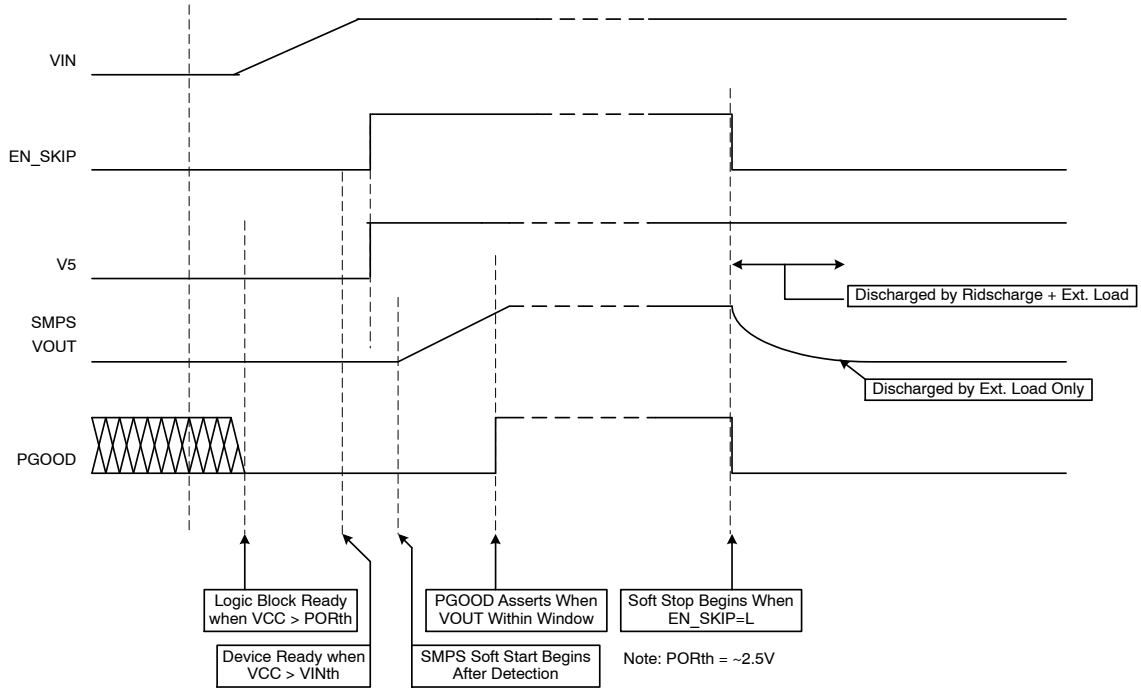 VIN
EN_SKIP
V5
Discharged by Ridscharge + Ext. Load
SMPS
VOUT
Discharged by Ext. Load Only
PGOOD
Logic Block Ready
when VCC > PORth
PGOOD Asserts When
VOUT Within Window
Soft Stop Begins When
EN_SKIP=L
Device Ready when
VCC > VINth
SMPS Soft Start Begins
After Detection
Note: PORth = ~2.5V